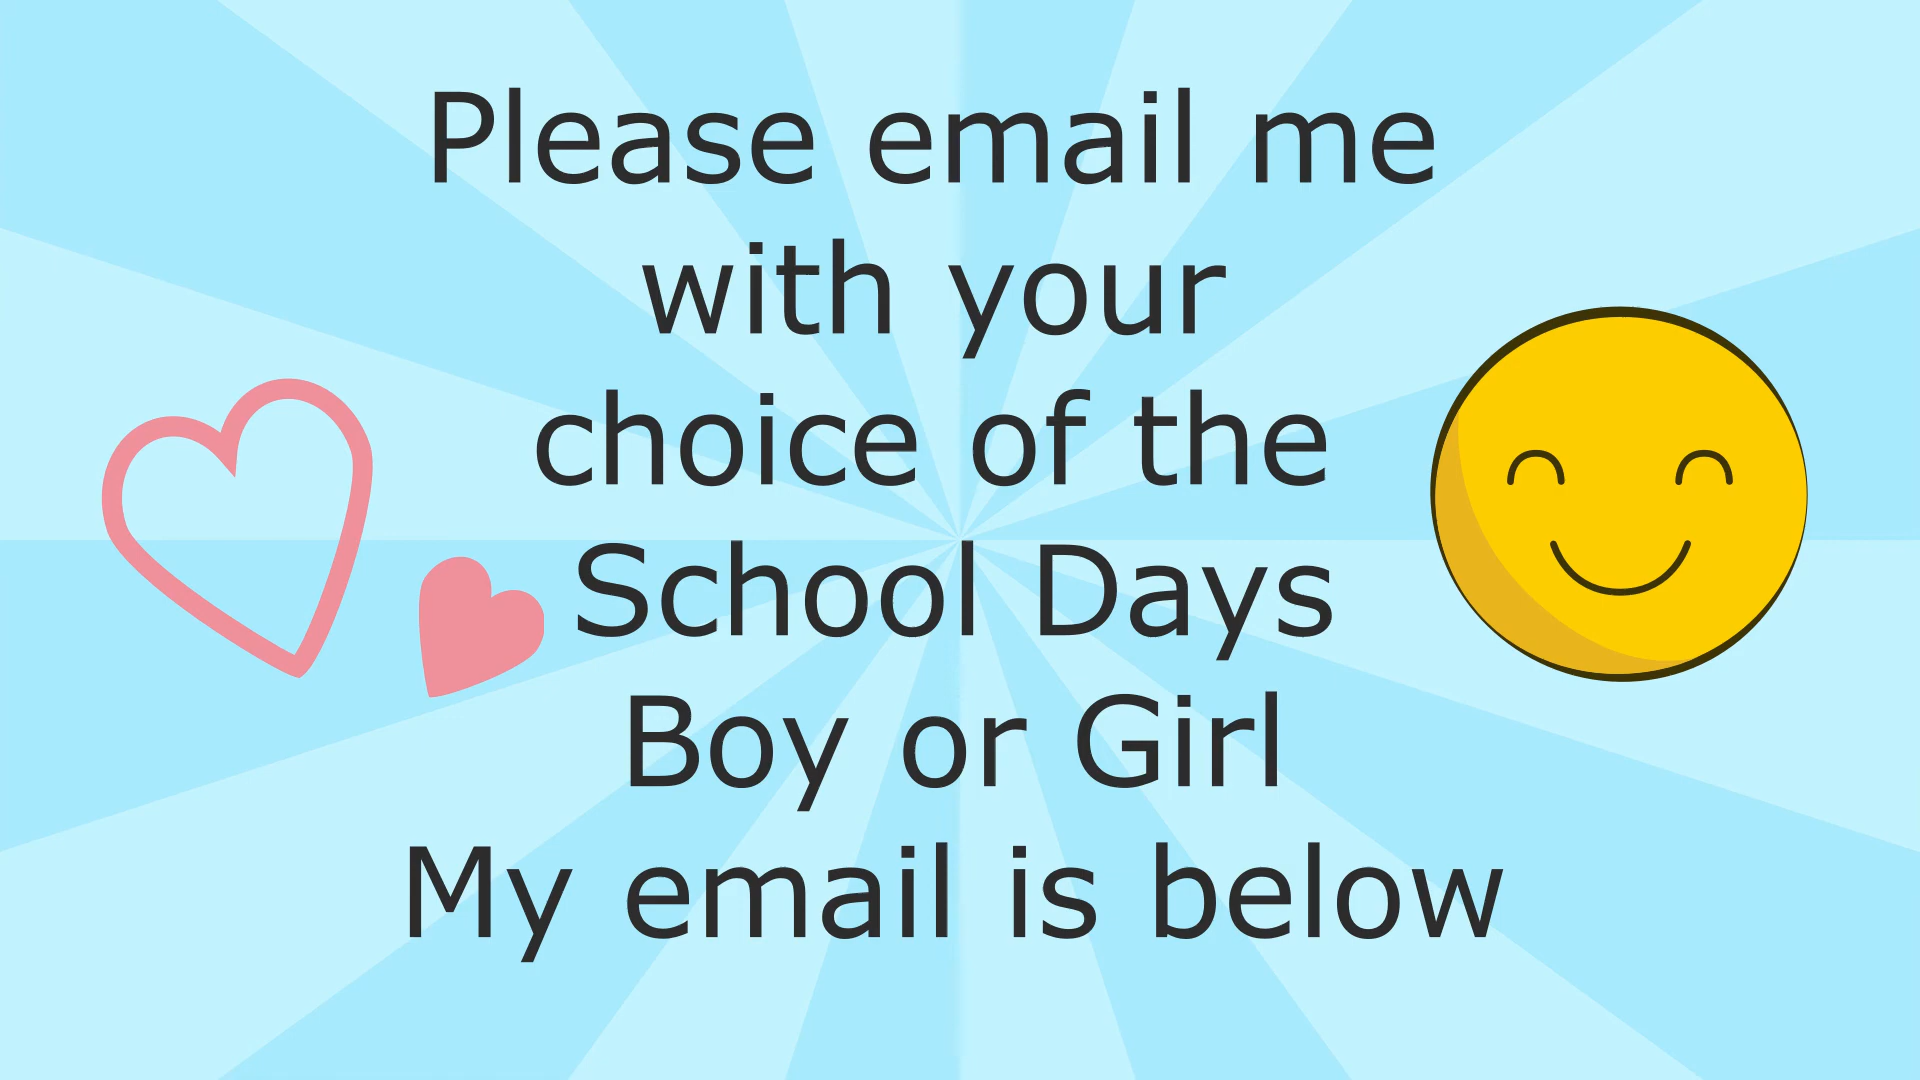 Please email me
with your
choice of the
School Days
Boy or Girl
My email is below